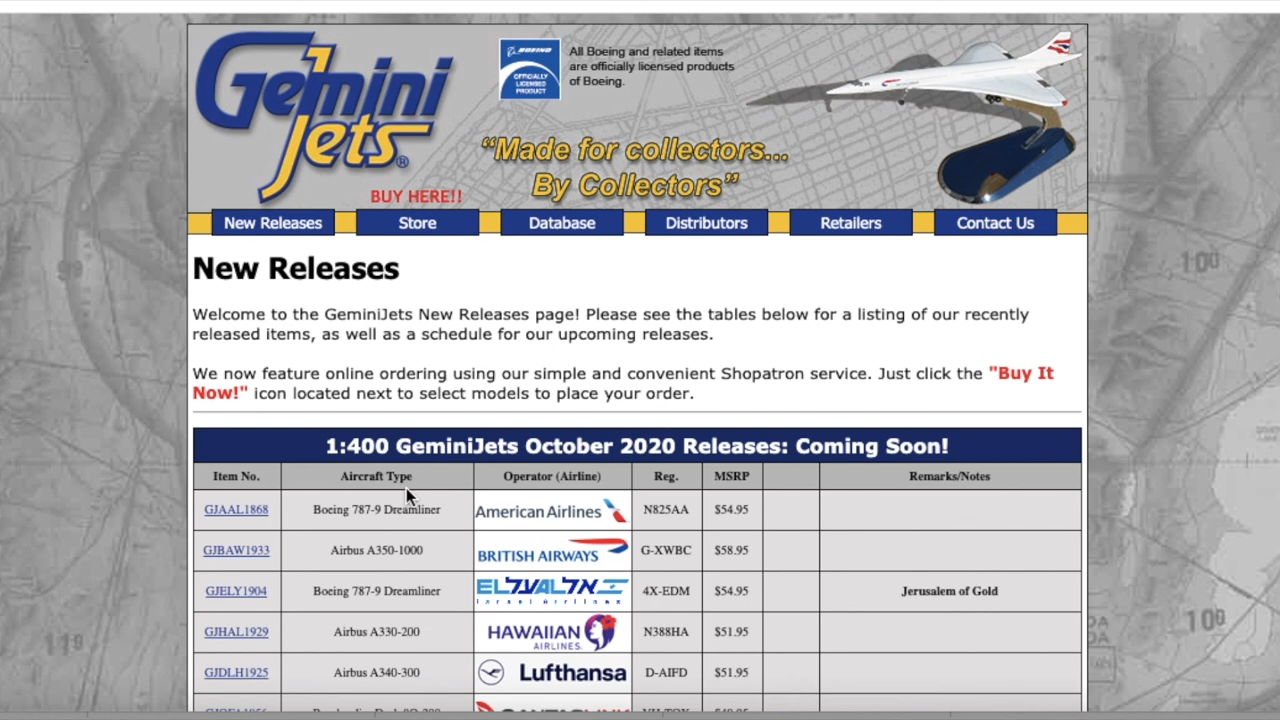 Gemini
Jets®
BOEING
OFFICIALLY
LICENSED
PRODUCT
All Boeing and related items
are officially licensed products
of Boeing.
"Made for collectors...
By Collectors"
BUY HERE!!
New Releases Store Database Distributors Retailers Contact Us
New Releases
Welcome to the GeminiJets New Releases page! Please see the tables below for a listing of our recently
released items, as well as a schedule for our upcoming releases.
We now feature online ordering using our simple and convenient Shopatron service. Just click the "Buy It
Now!" icon located next to select models to place your order.
1:400 GeminiJets October 2020 Releases: Coming Soon!
Item No. Aircraft Type Operator (Airline) Reg. MSRP Remarks/Notes
GJAAL1868 Boeing 787-9 Dreamliner American Airlines N825AA $54.95
GJBAW1933 Airbus A350-1000 BRITISH AIRWAYS G-XWBC $58.95
GJELY1904 Boeing 787-9 Dreamliner ELAL אלעל Israel Airlines 4X-EDM $54.95 Jerusalem of Gold
GJHAL1929 Airbus A330-200 HAWAIIAN AIRLINES. N388HA $51.95
GJDLH1925 Airbus A340-300 Lufthansa D-AIFD $51.95